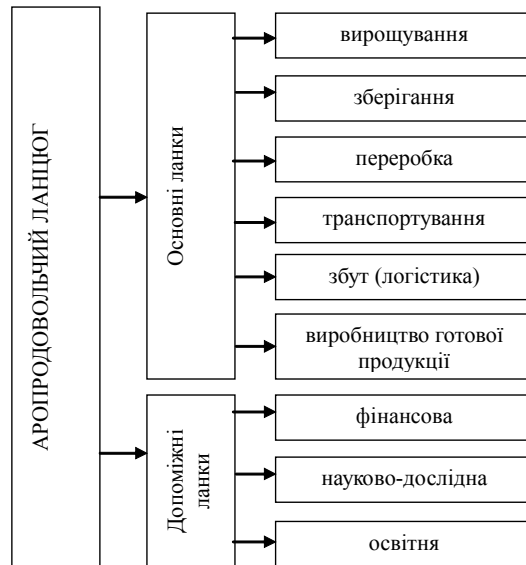 АРОПРОДОВОЛЬЧИЙ ЛАНЦЮГ
Основні ланки
вирощування
зберігання
переробка
транспортування
збут (логістика)
виробництво готової
продукції
Допоміжні
ланки
фінансова
науково-дослідна
освітня